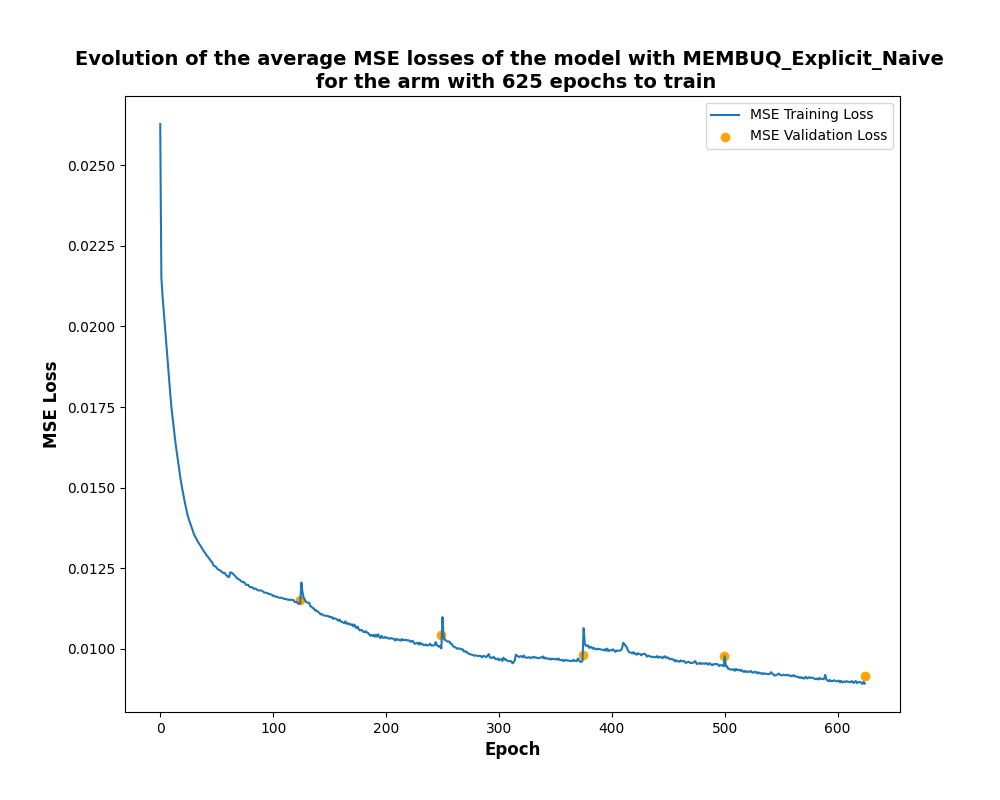 Evolution of the average MSE losses of the model with MEMBUQ_Explicit_Naive
for the arm with 625 epochs to train
MSE Training Loss
MSE Validation Loss
MSE Loss
0.0250
0.0225
0.0200
0.0175
0.0150
0.0125
0.0100
0 100 200 300 400 500 600
Epoch